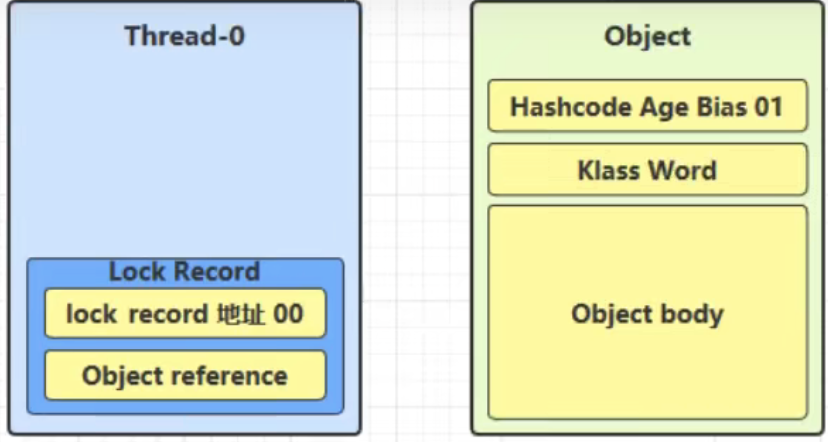 Thread-0
Lock Record
lock record 地址 00
Object reference
Object
Hashcode Age Bias 01
Klass Word
Object body